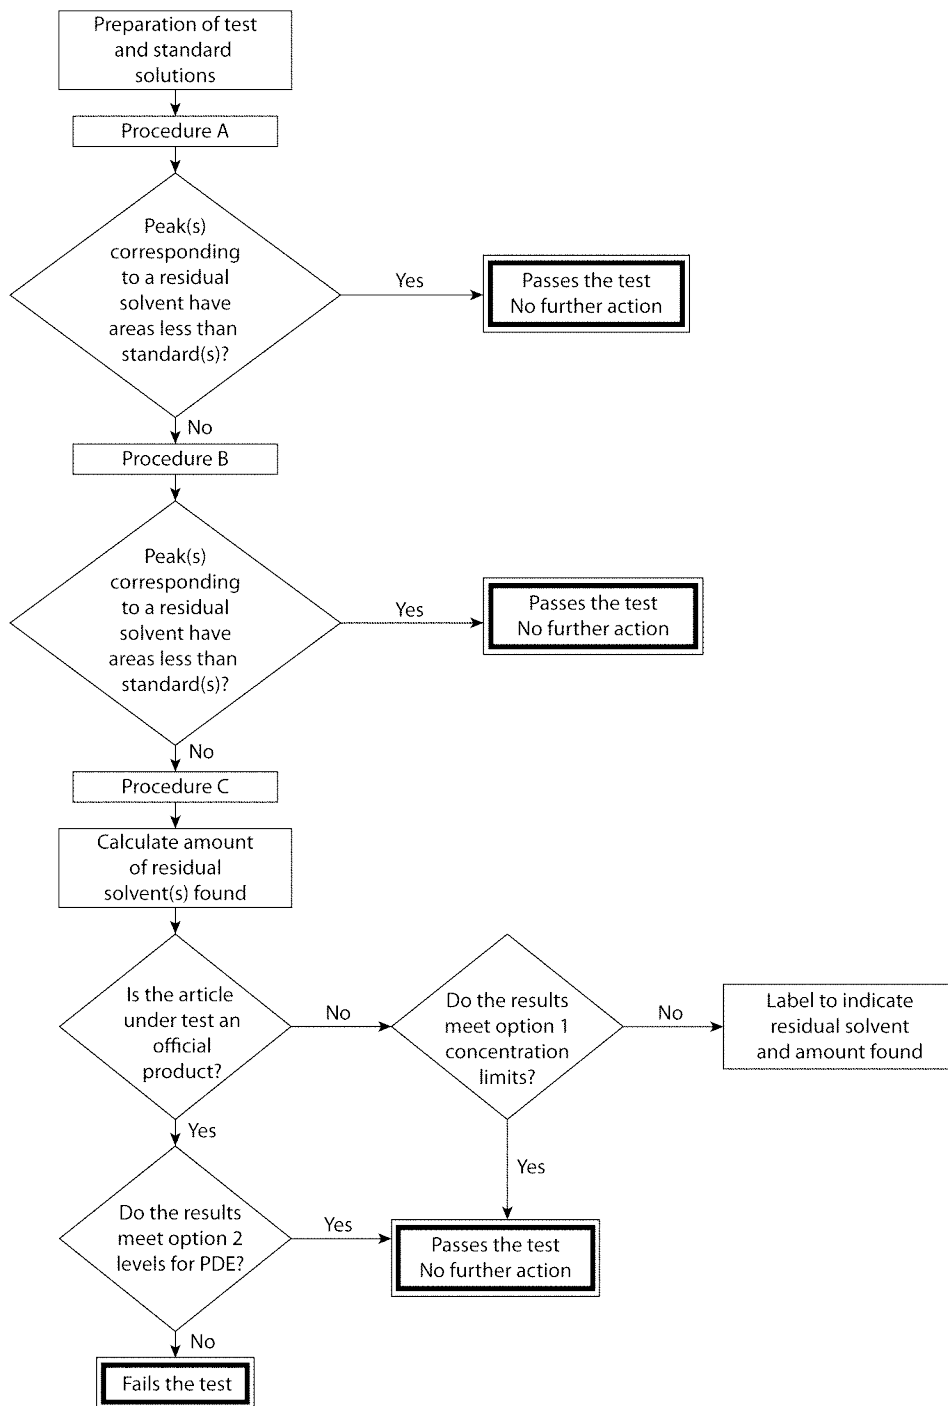 Preparation of test
and standard
solutions
Procedure A
Peak(s)
corresponding
to a residual
solvent have
areas less than
standard(s)?
Yes
Passes the test
No further action
No
Procedure B
Peak(s)
corresponding
to a residual
solvent have
areas less than
standard(s)?
Yes
Passes the test
No further action
No
Procedure C
Calculate amount
of residual
solvent(s) found
Is the article
under test an
official
product?
No
Do the results
meet option 1
concentration
limits?
No
Label to indicate
residual solvent
and amount found
Yes
Yes
Do the results
meet option 2
levels for PDE?
Yes
Passes the test
No further action
No
Fails the test